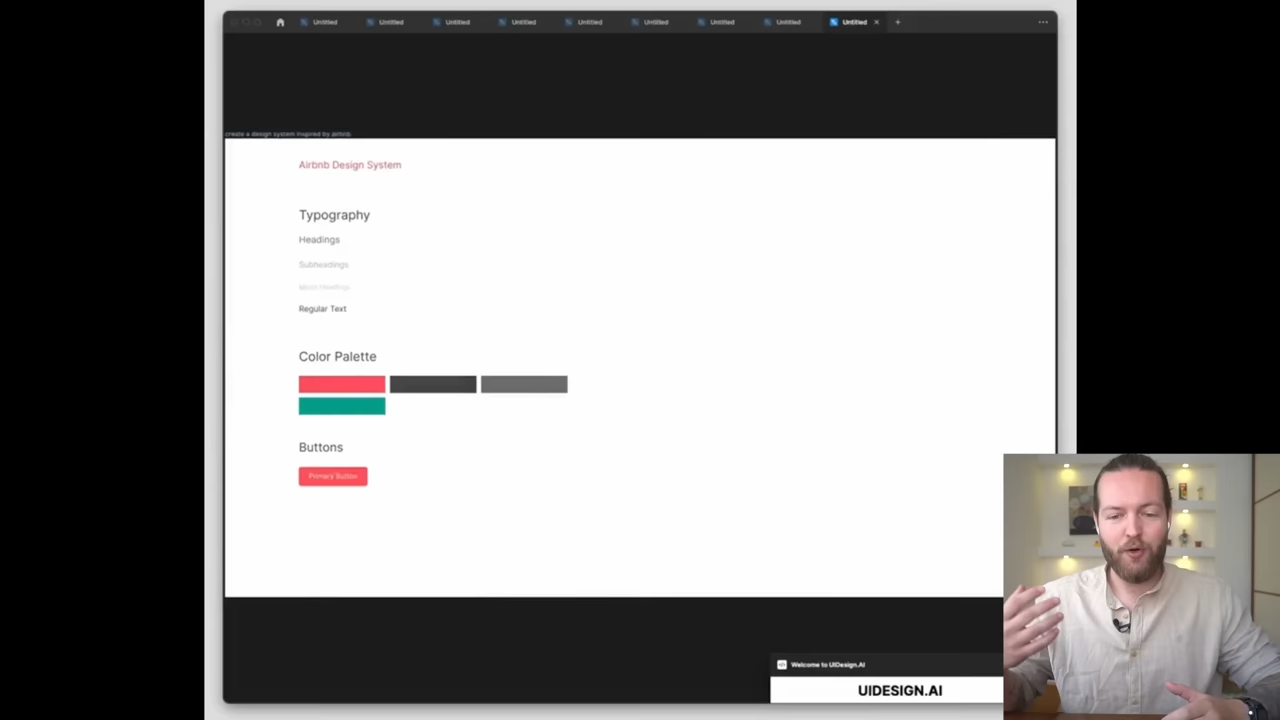 Untitled Untitled Untitled Untitled Untitled Untitled Untitled Untitled Untitled
create a design system inspired by airbnb.
Airbnb Design System
Typography
Headings
Subheadings
Regular Text
Color Palette
Buttons
Primary Button
Welcome to UIDesign.AI
UIDESIGN.AI